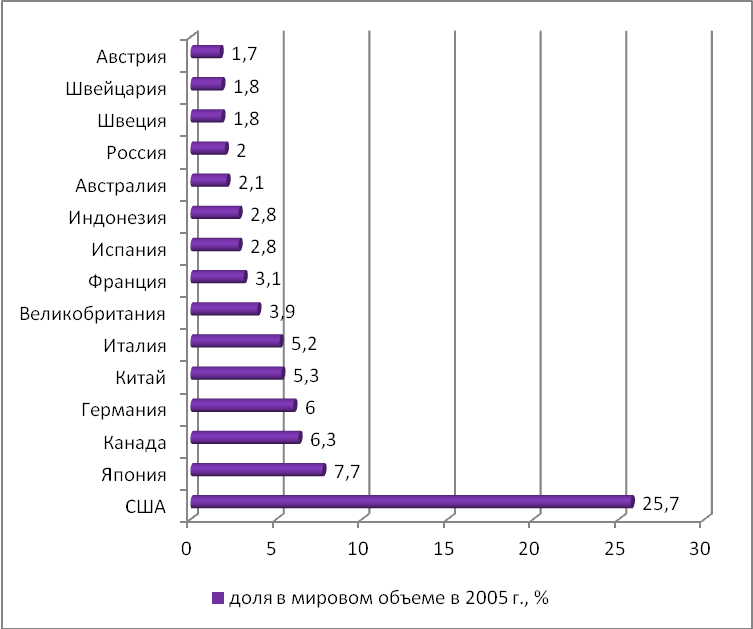 Австрия 1,7
Швейцария 1,8
Швеция 1,8
Россия 2
Австралия 2,1
Индонезия 2,8
Испания 2,8
Франция 3,1
Великобритания 3,9
Италия 5,2
Китай 5,3
Германия 6
Канада 6,3
Япония 7,7
США 25,7
0 5 10 15 20 25 30
доля в мировом объеме в 2005 г., %